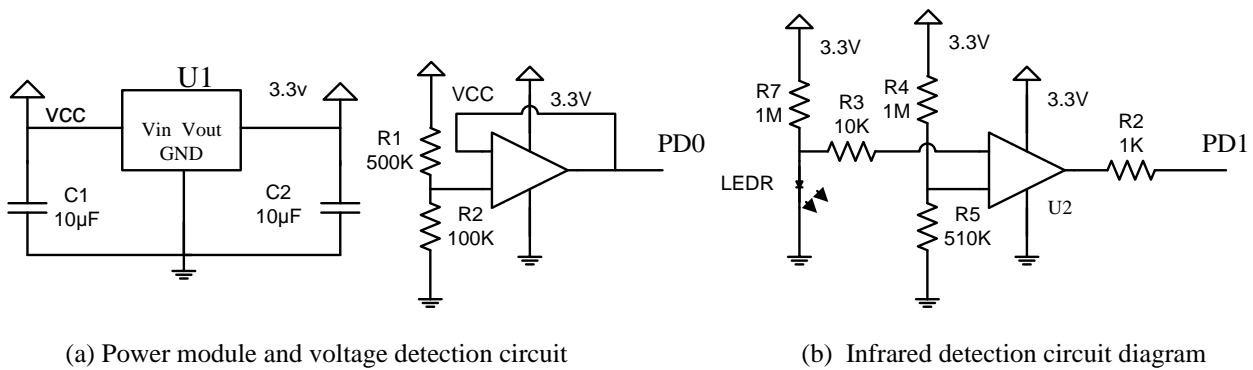 U1
VCC
3.3v
Vin Vout
GND
C1
10µF
C2
10µF
VCC
3.3V
R1
500K
R2
100K
PD0
3.3V
R7
1M
R3
10K
LEDR
3.3V
R4
1M
R5
510K
3.3V
U2
R2
1K
PD1
(a) Power module and voltage detection circuit
(b) Infrared detection circuit diagram